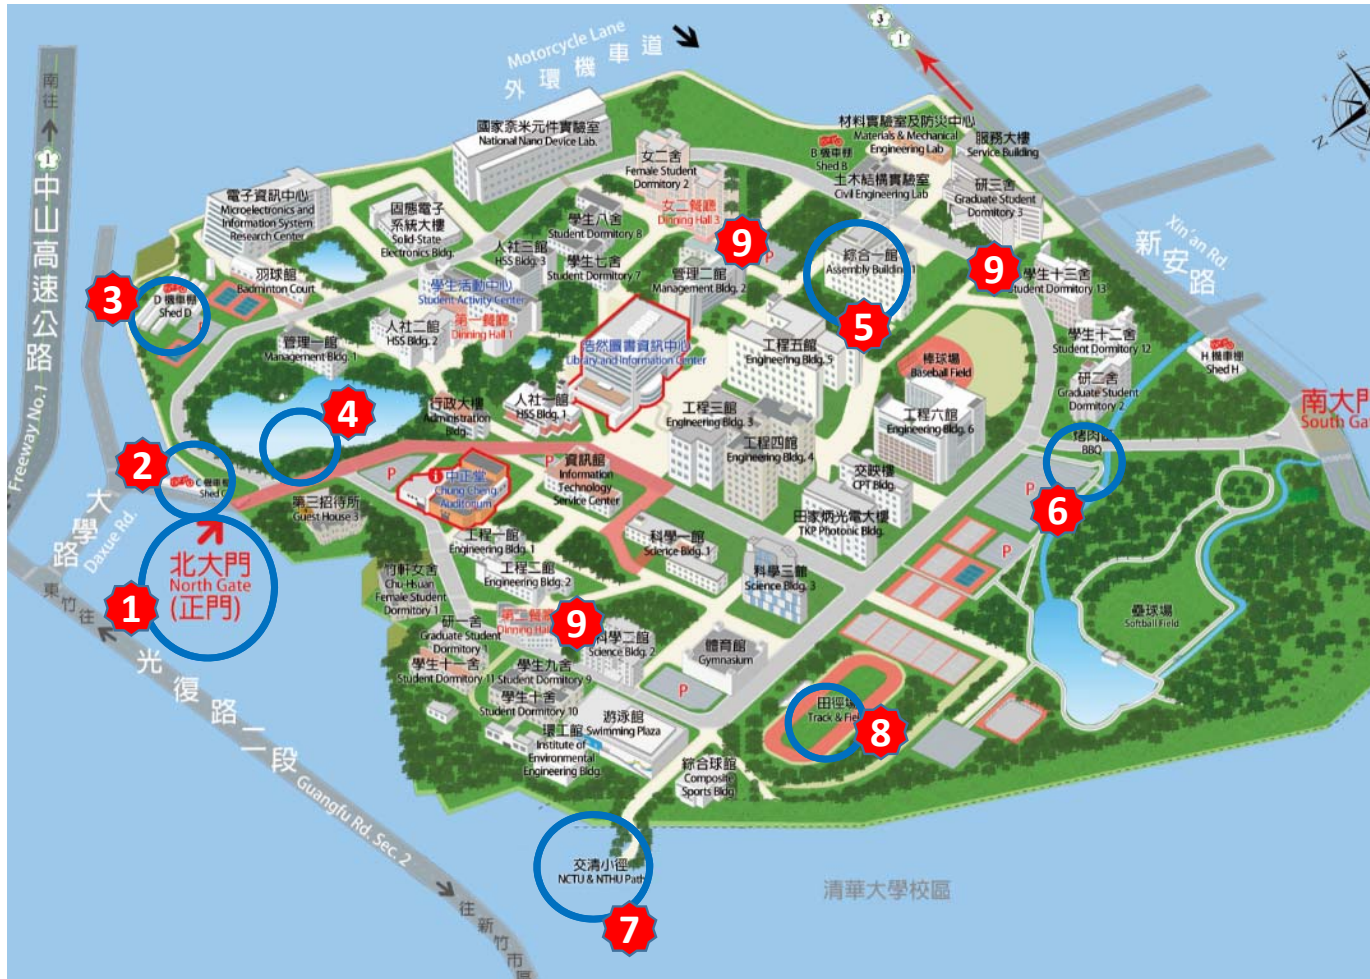 Motorcycle Lane
外環機車道
3
1
南往
1
中山高速公路
Freeway No. 1
國家奈米元件實驗室
National Nano Device Lab.
材料實驗室及防災中心
Materials & Mechanical
Engineering Lab
服務大樓
Service Building
B 機車棚
Shed B
女二舍
Female Student
Dormitory 2
土木結構實驗室
Civil Engineering Lab
研三舍
Graduate Student
Dormitory 3
電子資訊中心
Microelectronics and
Information System
Research Center
固態電子
系統大樓
Solid-State
Electronics Bldg.
女二餐廳
Dinning Hall 3
學生八舍
Student Dormitory 8
Xin'an Rd.
新安路
9
P
人社三館
HSS Bldg. 3
學生七舍
Student Dormitory 7
綜合一館
Assembly Building 1
9
學生十三舍
Student Dormitory 13
羽球館
Badminton Court
學生活動中心
Student Activity Center
管理二館
Management Bldg. 2
3
D 機車棚
Shed D
P
第一餐廳
Dinning Hall 1
人社二館
HSS Bldg. 2
5
學生十二舍
Student Dormitory 12
管理一館
Management Bldg. 1
浩然圖書資訊中心
Library and Information Center
工程五館
Engineering Bldg. 5
棒球場
Baseball Field
H 機車棚
Shed H
研二舍
Graduate Student
Dormitory 2
人社一館
HSS Bldg. 1
4
行政大樓
Administration
Bldg.
工程三館
Engineering Bldg. 3
工程六館
Engineering Bldg. 6
南大門
South Gat
烤肉
BBQ
工程四館
Engineering Bldg. 4
2
C 機車棚
Shed C
中正堂
Chung Cheng
Auditorium
P
P
資訊館
Information
Technology
Service Center
交映樓
CPT Bldg.
P
6
大學路
Daxue Rd.
第三招待所
Guest House 3
田家炳光電大樓
TKP Photonic Bldg.
北大門
North Gate
(正門)
1
工程一館
Engineering Bldg. 1
科學一館
Science Bldg. 1
P
工程二館
Engineering Bldg. 2
科學三館
Science Bldg. 3
竹軒女舍
Chu-Hsuan
Female Student
Dormitory 1
東竹往
第二餐廳
Dinning Hall
9
研一舍
Graduate Student
Dormitory 1
科學二館
Science Bldg. 2
體育館
Gymnasium
壘球場
Softball Field
學生十一舍
Student Dormitory 11
學生九舍
Student Dormitory 9
P
學生十舍
Student Dormitory 10
游泳館
Swimming Plaza
田徑場
Track & Fiel
8
環工館
Institute of
Environmental
Engineering Bldg.
綜合球館
Composite
Sports Bldg
光復路二段
Guangfu Rd. Sec. 2
交清小徑
NCTU & NTHU Path
7
清華大學校區
往新竹市區